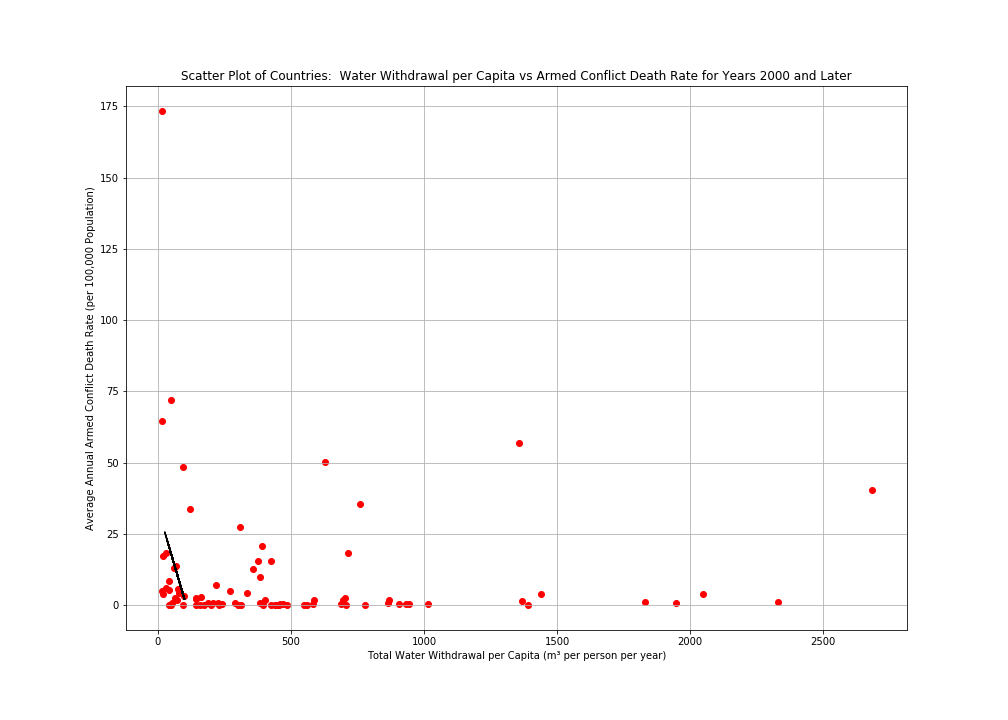 Scatter Plot of Countries:  Water Withdrawal per Capita vs Armed Conflict Death Rate for Years 2000 and Later
Average Annual Armed Conflict Death Rate (per 100,000 Population)
175
150
125
100
75
50
25
0
0 500 1000 1500 2000 2500
Total Water Withdrawal per Capita (m³ per person per year)